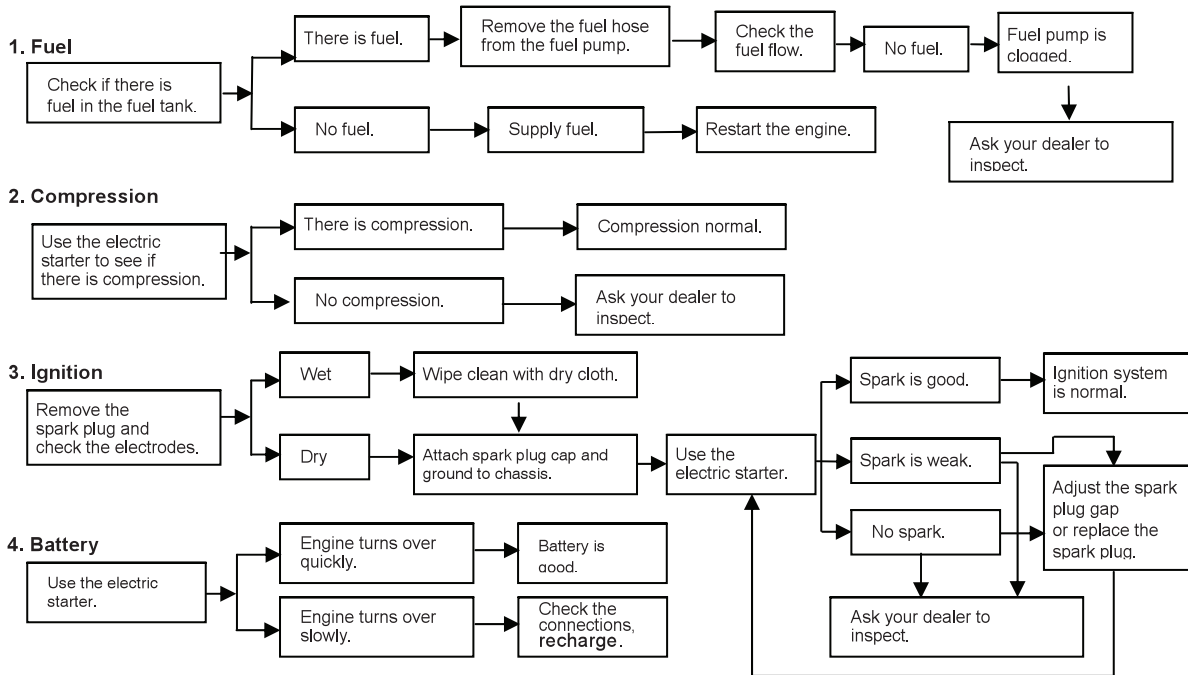 1. Fuel
Check if there is
fuel in the fuel tank.
There is fuel.
Remove the fuel hose
from the fuel pump.
Check the
fuel flow.
No fuel.
Fuel pump is
clogged.
Ask your dealer to
inspect.
No fuel.
Supply fuel.
Restart the engine.
2. Compression
Use the electric
starter to see if
there is compression.
There is compression.
Compression normal.
No compression.
Ask your dealer to
inspect.
3. Ignition
Remove the
spark plug and
check the electrodes.
Wet
Wipe clean with dry cloth.
Dry
Attach spark plug cap and
ground to chassis.
Use the
electric starter.
Spark is good.
Ignition system
is normal.
Spark is weak.
No spark.
Adjust the spark
plug gap
or replace the
spark plug.
Ask your dealer to
inspect.
4. Battery
Use the electric
starter.
Engine turns over
quickly.
Battery is
good.
Engine turns over
slowly.
Check the
connections,
recharge.